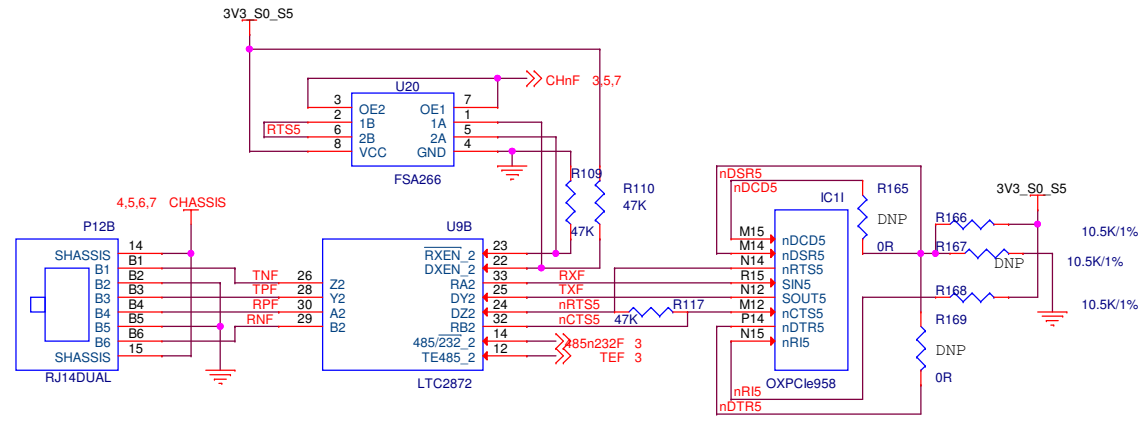 3V3_S0_S5
CHnF 3,5,7
U20
3 OE2 OE1 7
2 1B 1A 1
RTS5
6 2B 2A 5
8 VCC GND 4
FSA266
R109
47K
R110
47K
4,5,6,7 CHASSIS
P12B
SHASSIS 14
B1 B1
B2 B2
B3 B3
B4 B4
B5 B5
B6 B6
SHASSIS 15
RJ14DUAL
TNF 26
TPF 28
RPF 30
RNF 29
U9B
Z2
Y2
A2
B2
RXEN_2 23
DXEN_2 22
RA2 33 RXF
DY2 25 TXF
DZ2 24 nRTS5
RB2 32 nCTS5
485/232_2 14 485n232F 3
TE485_2 12 TEF 3
LTC2872
R117
47K
nDSR5
nDCD5
IC1I
M15 nDCD5
M14 nDSR5
N14 nRTS5
R15 SIN5
N12 SOUT5
M12 nCTS5
P14 nDTR5
N15 nRI5
OXPCIe958
nRI5
nDTR5
R165
DNP
0R
3V3_S0_S5
R166
10.5K/1%
R167
DNP
10.5K/1%
R168
10.5K/1%
R169
DNP
0R